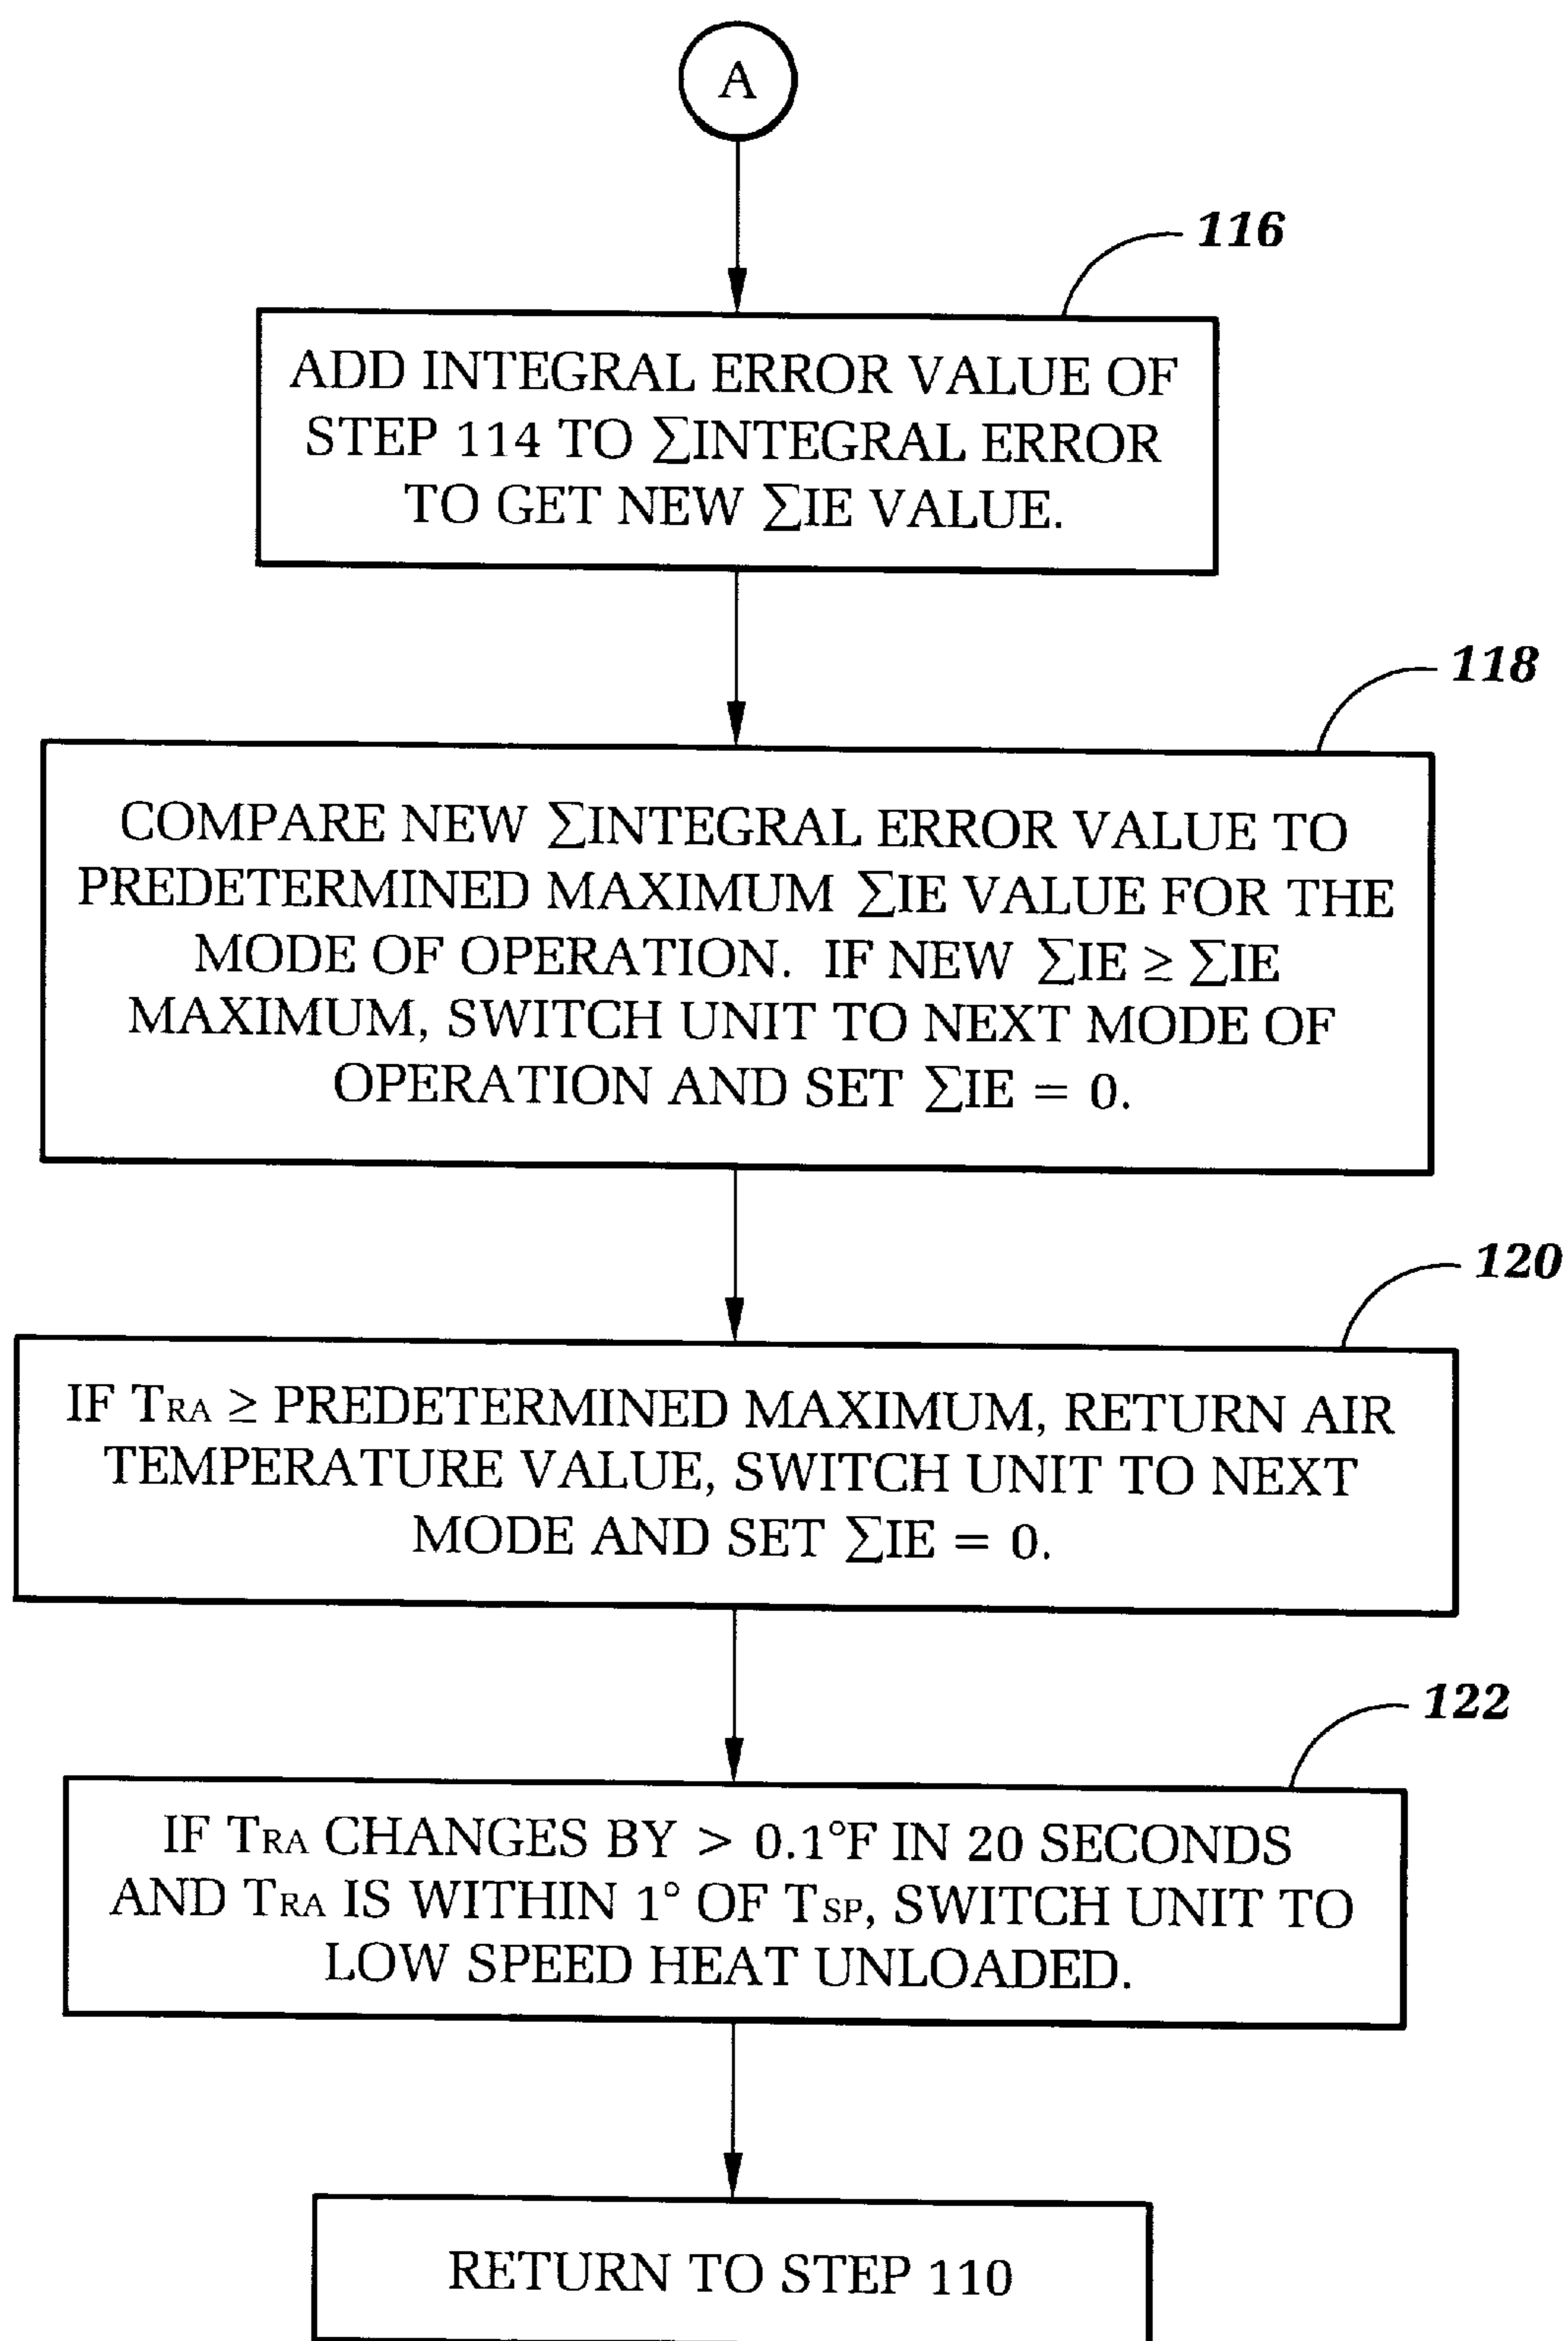 A
116
ADD INTEGRAL ERROR VALUE OF
STEP 114 TO ∑INTEGRAL ERROR
TO GET NEW ∑IE VALUE.
118
COMPARE NEW ∑INTEGRAL ERROR VALUE TO
PREDETERMINED MAXIMUM ∑IE VALUE FOR THE
MODE OF OPERATION. IF NEW ∑IE ≥ ∑IE
MAXIMUM, SWITCH UNIT TO NEXT MODE OF
OPERATION AND SET ∑IE = 0.
120
IF TRA ≥ PREDETERMINED MAXIMUM, RETURN AIR
TEMPERATURE VALUE, SWITCH UNIT TO NEXT
MODE AND SET ∑IE = 0.
122
IF TRA CHANGES BY > 0.1°F IN 20 SECONDS
AND TRA IS WITHIN 1° OF TSP, SWITCH UNIT TO
LOW SPEED HEAT UNLOADED.
RETURN TO STEP 110